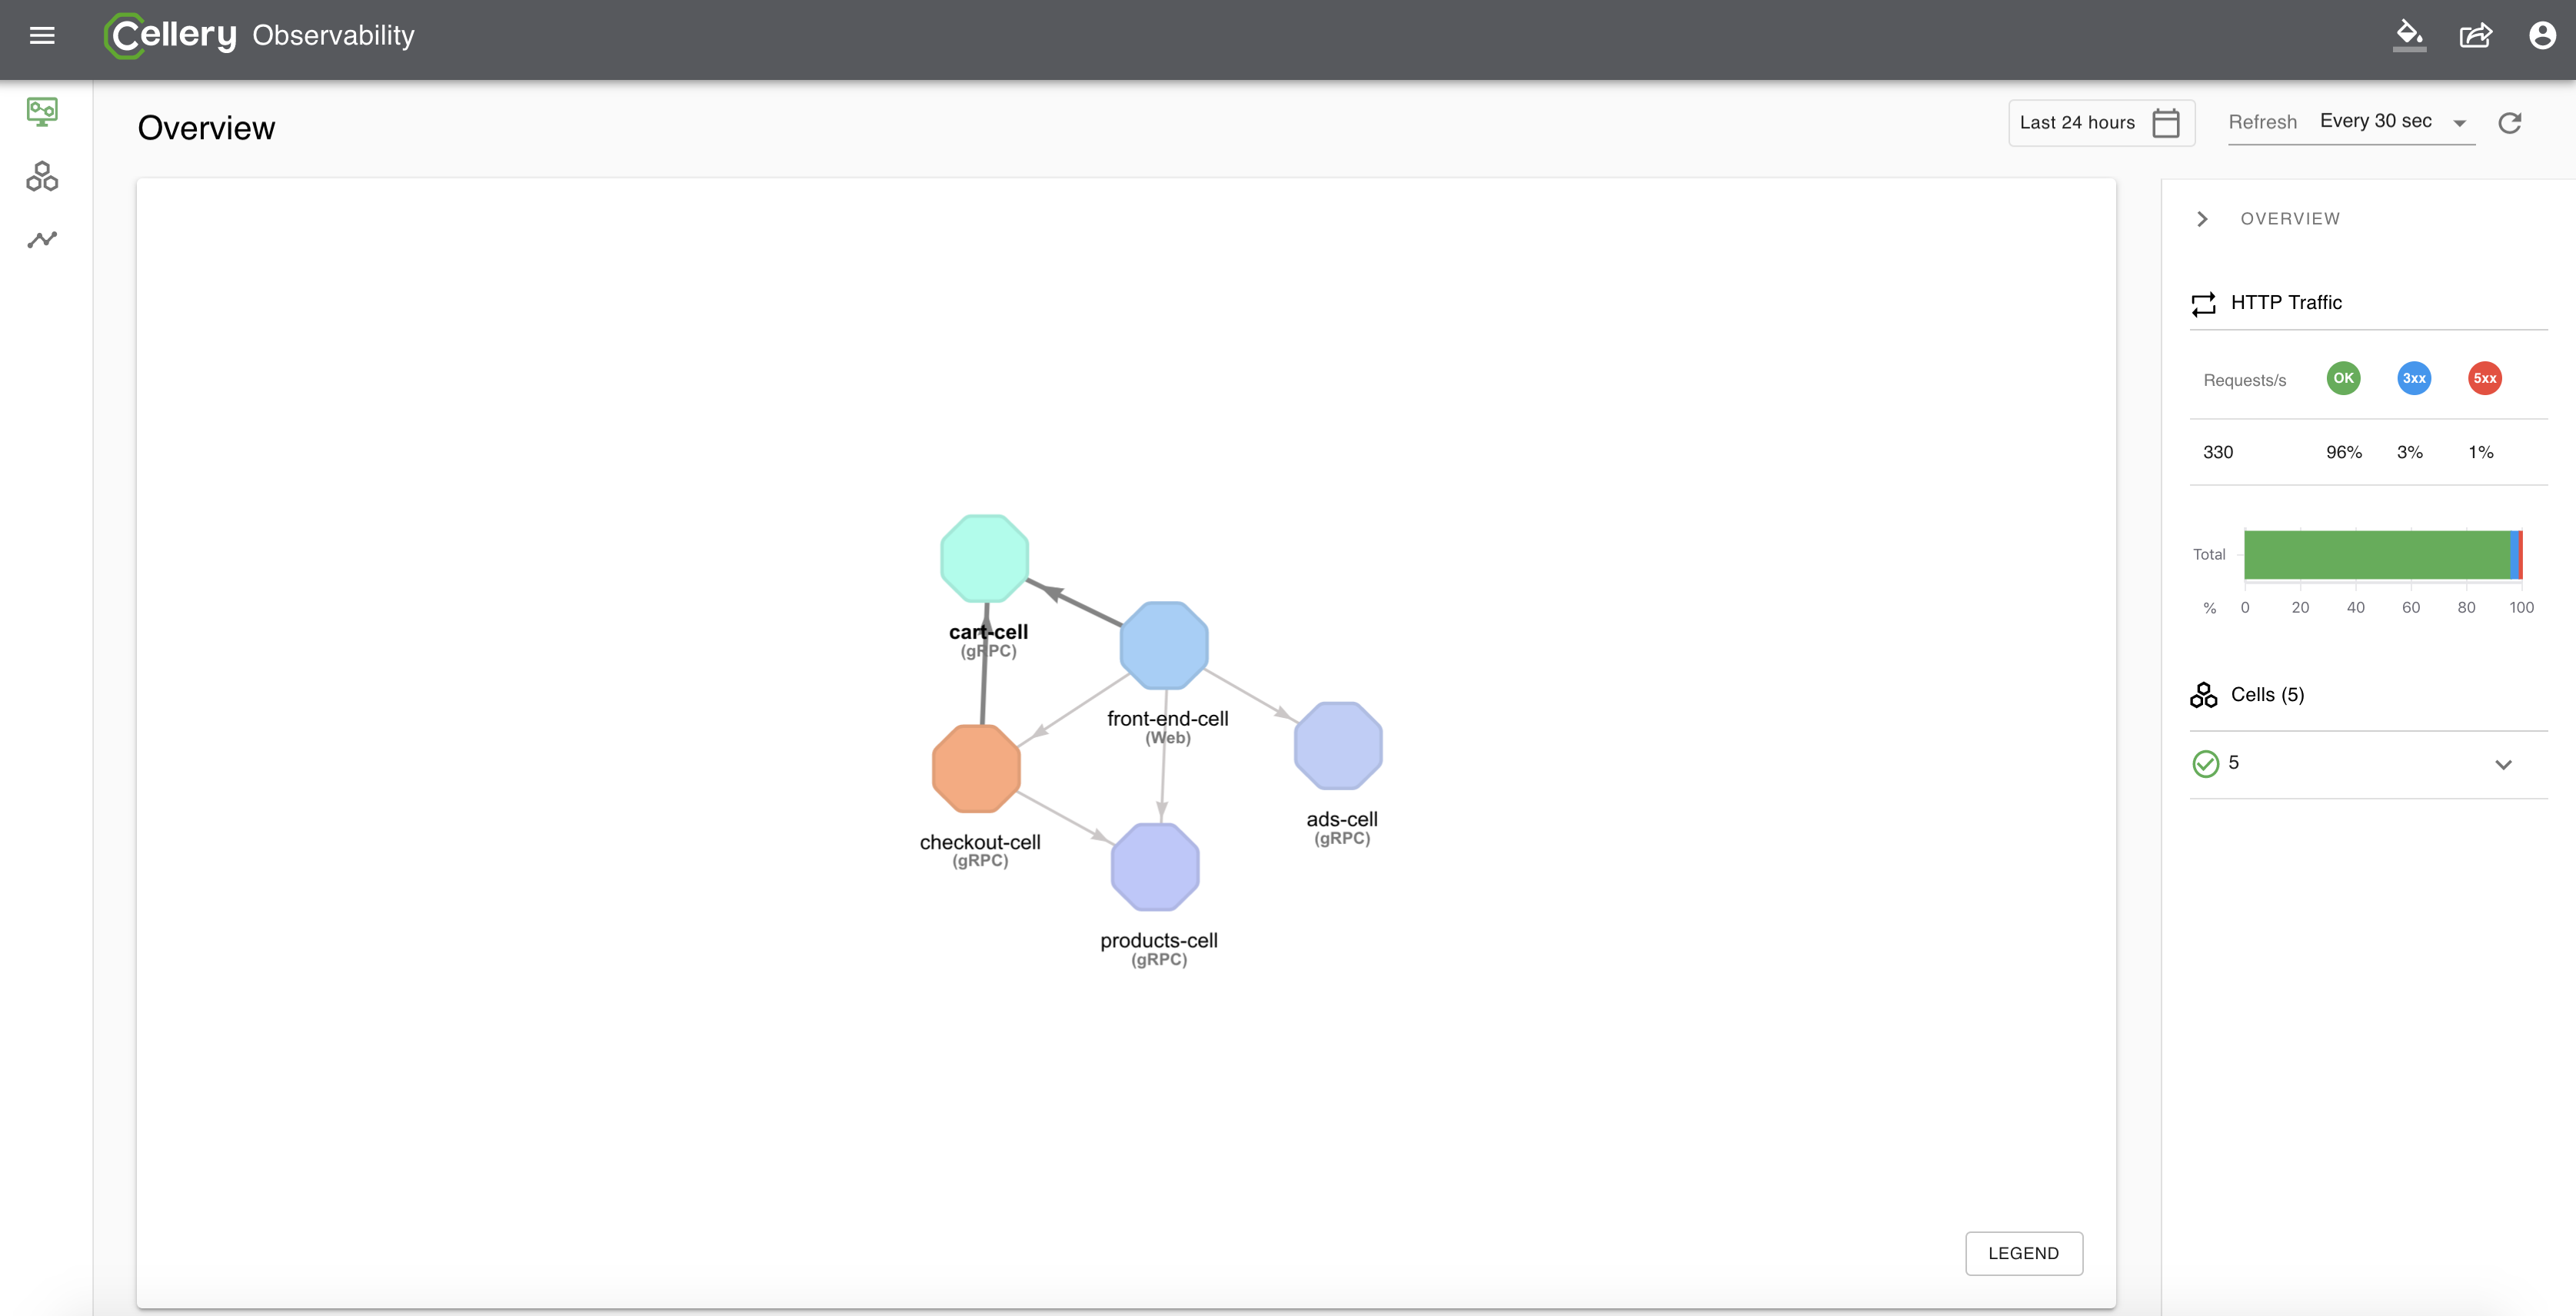 Cellery Observability
Overview
Last 24 hours
Refresh Every 30 sec
OVERVIEW
HTTP Traffic
Requests/s OK 3xx 5xx
330 96% 3% 1%
Total
% 0 20 40 60 80 100
Cells (5)
5
cart-cell
(gRPC)
front-end-cell
(Web)
ads-cell
(gRPC)
checkout-cell
(gRPC)
products-cell
(gRPC)
LEGEND